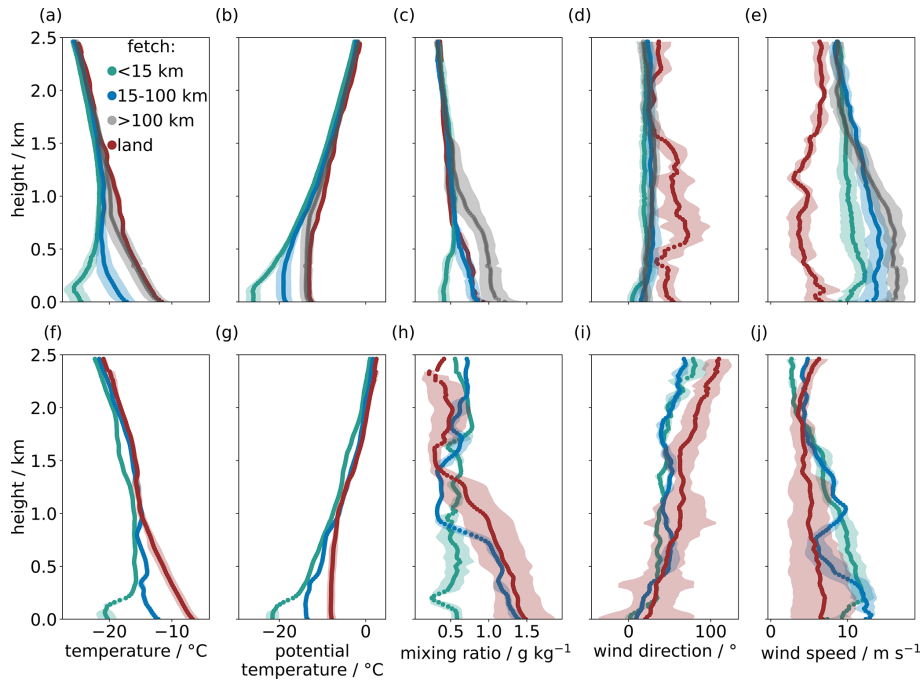 (a) (b) (c) (d) (e)
fetch:
<15 km
15-100 km
>100 km
land
height / km
2.5
2.0
1.5
1.0
0.5
0.0
(f) (g) (h) (i) (j)
height / km
2.5
2.0
1.5
1.0
0.5
0.0
−20 −10 −20 0 0.5 1.0 1.5 0 100 0 10
temperature / °C
potential
temperature / °C
mixing ratio / g kg⁻¹
wind direction / °
wind speed / m s⁻¹